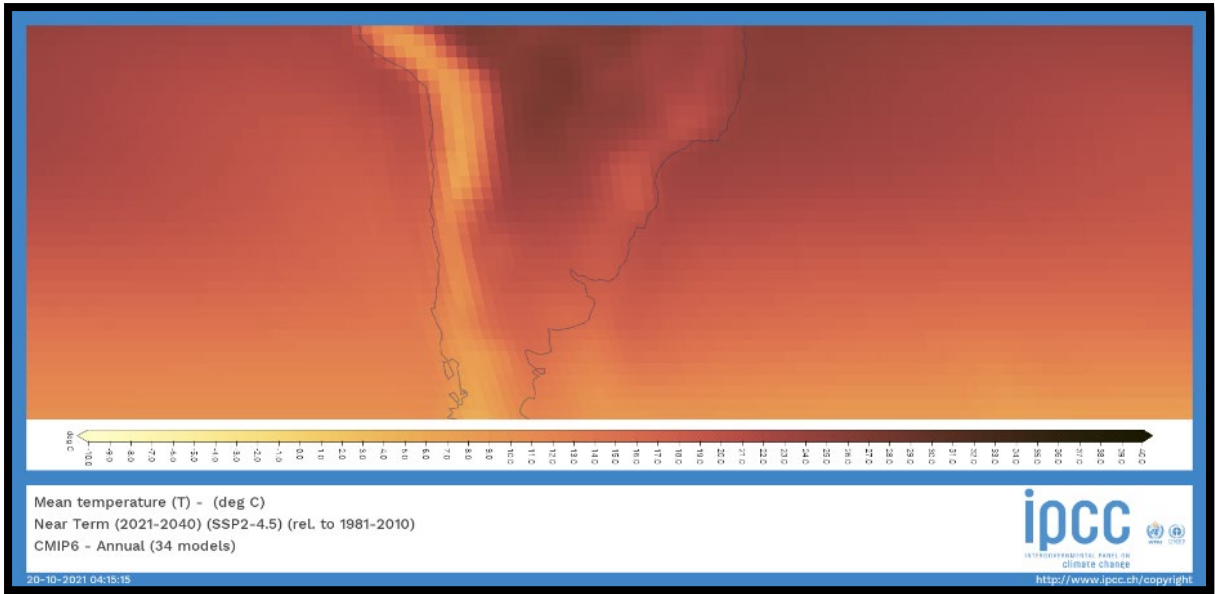 deg C
-10.0 -9.0 -8.0 -7.0 -6.0 -5.0 -4.0 -3.0 -2.0 -1.0 0.0 1.0 2.0 3.0 4.0 5.0 6.0 7.0 8.0 9.0 10.0 11.0 12.0 13.0 14.0 15.0 16.0 17.0 18.0 19.0 20.0 21.0 22.0 23.0 24.0 25.0 26.0 27.0 28.0 29.0 30.0 31.0 32.0 33.0 34.0 35.0 36.0 37.0 38.0 39.0 40.0
Mean temperature (T) - (deg C)
Near Term (2021-2040) (SSP2-4.5) (rel. to 1981-2010)
CMIP6 - Annual (34 models)
ipcc
INTERGOVERNMENTAL PANEL ON
climate change
20-10-2021 04:15:15
http://www.ipcc.ch/copyright